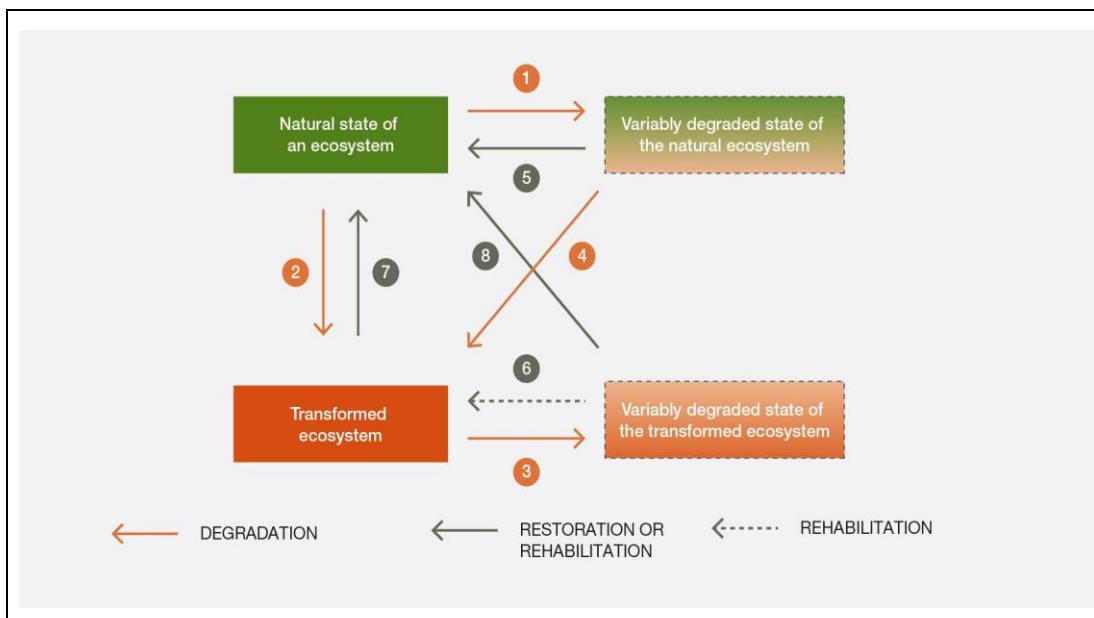 1
Natural state of
an ecosystem
Variably degraded state of
the natural ecosystem
5
2
7
8
4
6
Transformed
ecosystem
Variably degraded state of
the transformed ecosystem
3
DEGRADATION
RESTORATION OR
REHABILITATION
REHABILITATION